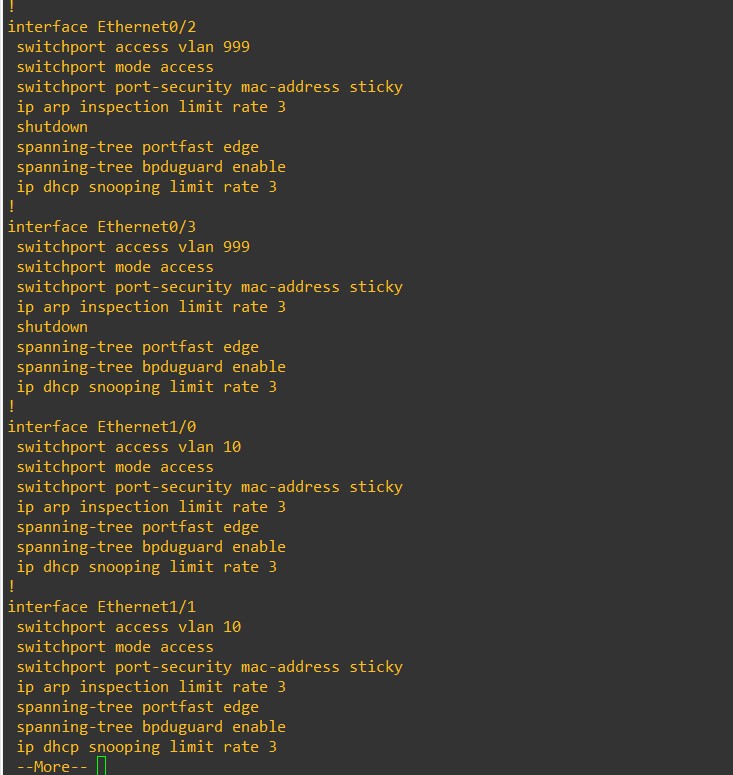 !
interface Ethernet0/2
 switchport access vlan 999
 switchport mode access
 switchport port-security mac-address sticky
 ip arp inspection limit rate 3
 shutdown
 spanning-tree portfast edge
 spanning-tree bpduguard enable
 ip dhcp snooping limit rate 3
!
interface Ethernet0/3
 switchport access vlan 999
 switchport mode access
 switchport port-security mac-address sticky
 ip arp inspection limit rate 3
 shutdown
 spanning-tree portfast edge
 spanning-tree bpduguard enable
 ip dhcp snooping limit rate 3
!
interface Ethernet1/0
 switchport access vlan 10
 switchport mode access
 switchport port-security mac-address sticky
 ip arp inspection limit rate 3
 spanning-tree portfast edge
 spanning-tree bpduguard enable
 ip dhcp snooping limit rate 3
!
interface Ethernet1/1
 switchport access vlan 10
 switchport mode access
 switchport port-security mac-address sticky
 ip arp inspection limit rate 3
 spanning-tree portfast edge
 spanning-tree bpduguard enable
 ip dhcp snooping limit rate 3
 --More--